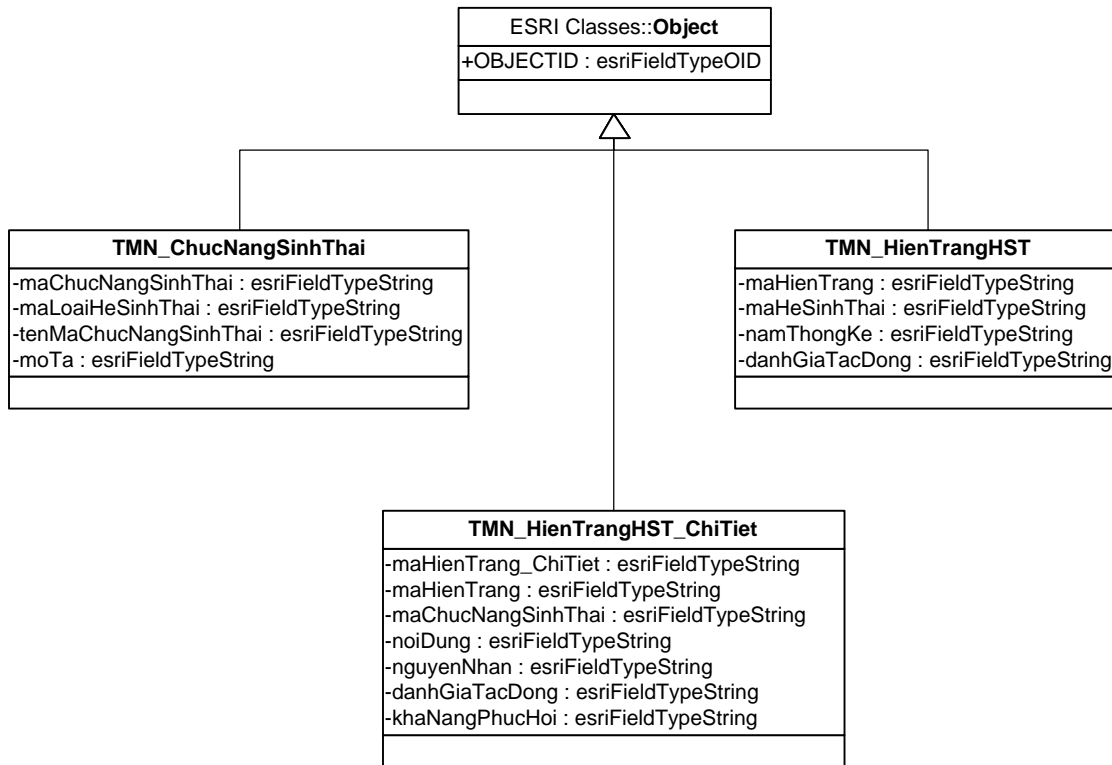 ESRI Classes::Object
+OBJECTID : esriFieldTypeOID
TMN_ChucNangSinhThai
-maChucNangSinhThai : esriFieldTypeString
-maLoaiHeSinhThai : esriFieldTypeString
-tenMaChucNangSinhThai : esriFieldTypeString
-moTa : esriFieldTypeString
TMN_HienTrangHST
-maHienTrang : esriFieldTypeString
-maHeSinhThai : esriFieldTypeString
-namThongKe : esriFieldTypeString
-danhGiaTacDong : esriFieldTypeString
TMN_HienTrangHST_ChiTiet
-maHienTrang_ChiTiet : esriFieldTypeString
-maHienTrang : esriFieldTypeString
-maChucNangSinhThai : esriFieldTypeString
-noiDung : esriFieldTypeString
-nguyenNhan : esriFieldTypeString
-danhGiaTacDong : esriFieldTypeString
-khaNangPhucHoi : esriFieldTypeString